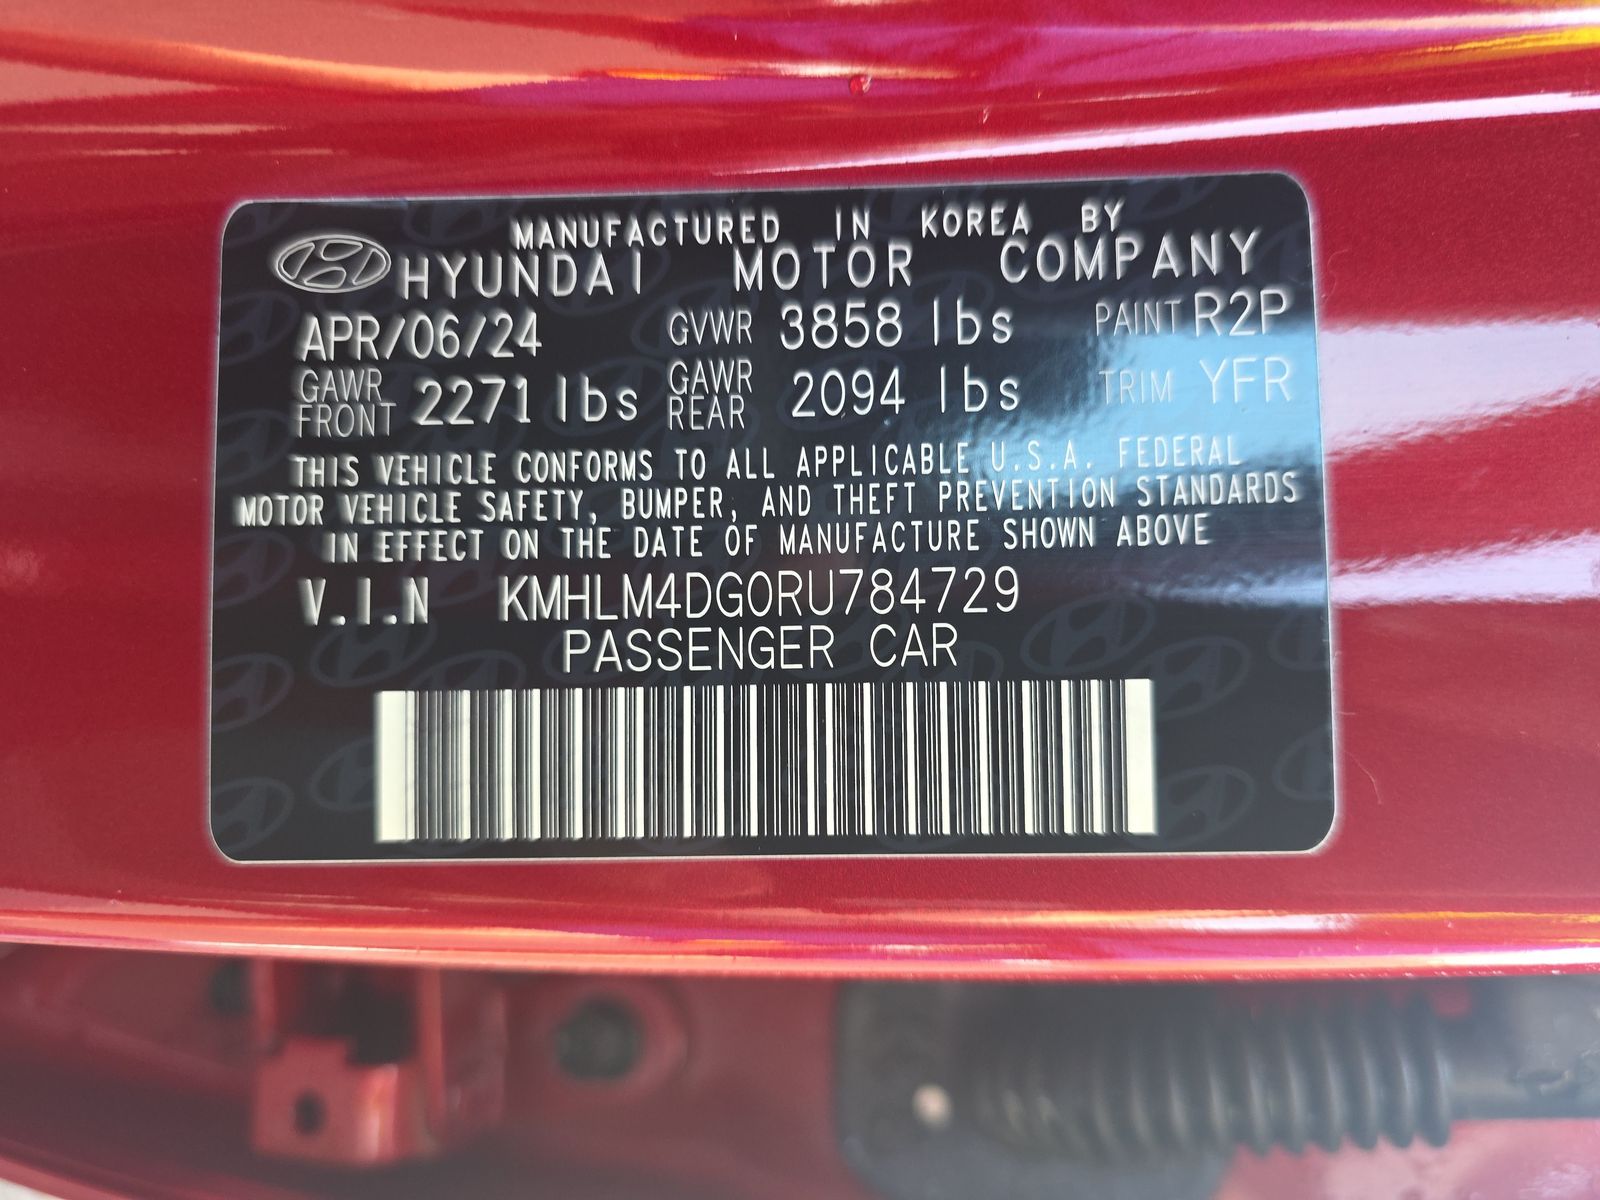 MANUFACTURED IN KOREA BY
HYUNDAI MOTOR COMPANY
APR/06/24 GVWR 3858 lbs PAINT R2P
GAWR FRONT 2271 lbs GAWR REAR 2094 lbs TRIM YFR
THIS VEHICLE CONFORMS TO ALL APPLICABLE U.S.A. FEDERAL
MOTOR VEHICLE SAFETY, BUMPER, AND THEFT PREVENTION STANDARDS
IN EFFECT ON THE DATE OF MANUFACTURE SHOWN ABOVE
V.I.N KMHLM4DG0RU784729
PASSENGER CAR